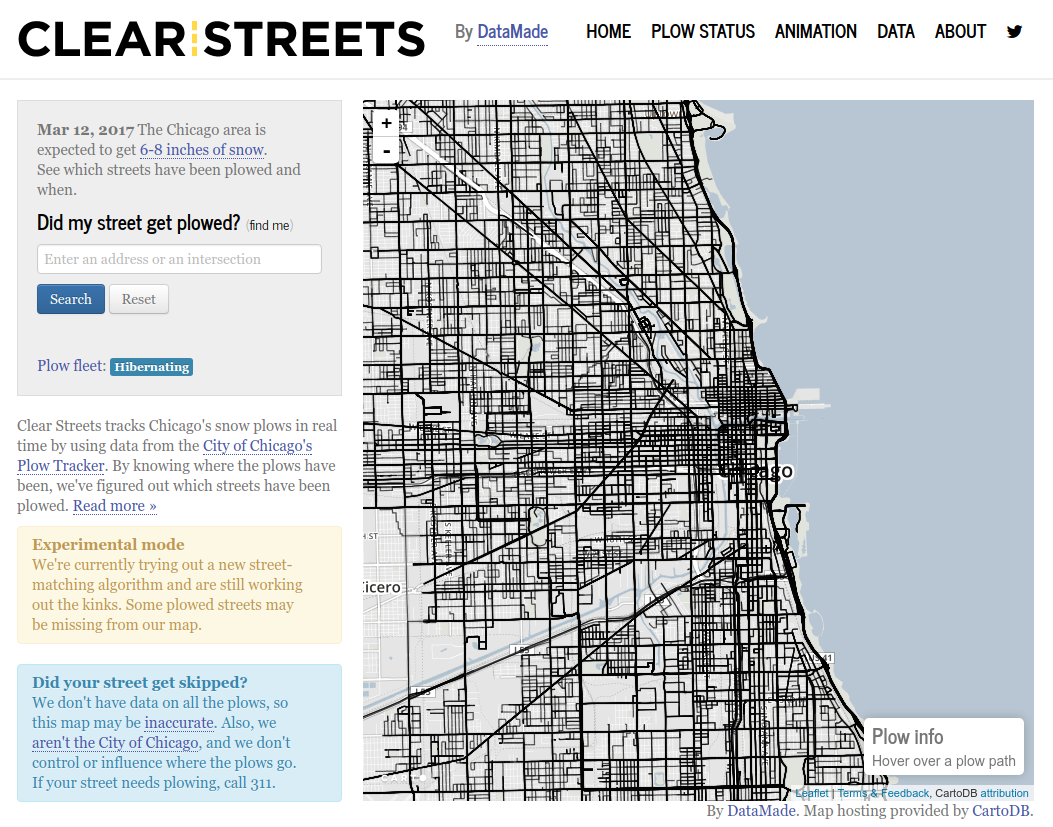 CLEAR STREETS
By DataMade
HOME PLOW STATUS ANIMATION DATA ABOUT
Mar 12, 2017 The Chicago area is
expected to get 6-8 inches of snow.
See which streets have been plowed and
when.
Did my street get plowed? (find me)
Enter an address or an intersection
Search Reset
Plow fleet: Hibernating
Clear Streets tracks Chicago's snow plows in real
time by using data from the City of Chicago's
Plow Tracker. By knowing where the plows have
been, we've figured out which streets have been
plowed. Read more »
Experimental mode
We're currently trying out a new street-
matching algorithm and are still working
out the kinks. Some plowed streets may
be missing from our map.
Did your street get skipped?
We don't have data on all the plows, so
this map may be inaccurate. Also, we
aren't the City of Chicago, and we don't
control or influence where the plows go.
If your street needs plowing, call 311.
+
-
Chicago
H ST
Cicero
I 55
I 55
I 55
US 41
CARTO
Plow info
Hover over a plow path
Leaflet | Terms & Feedback, CartoDB attribution
By DataMade. Map hosting provided by CartoDB.